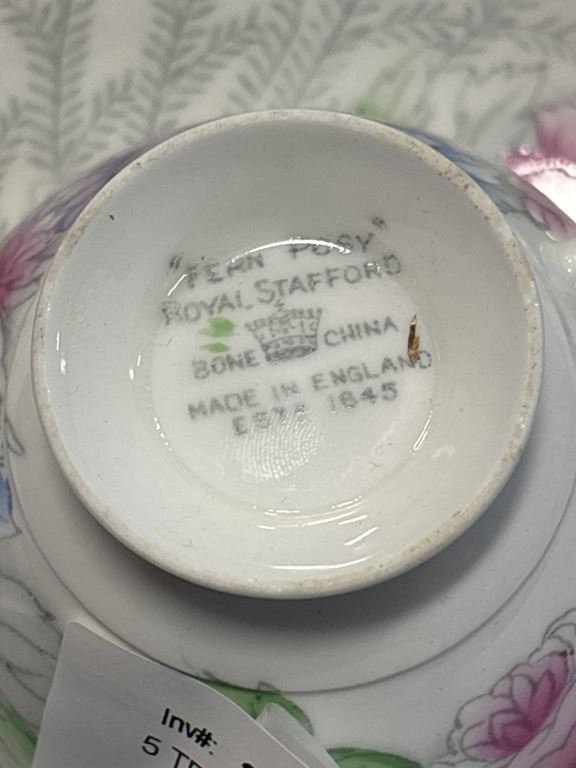 "FERN POSY"
ROYAL STAFFORD
BONE CHINA
MADE IN ENGLAND
ESTD 1845
Inv#:
5